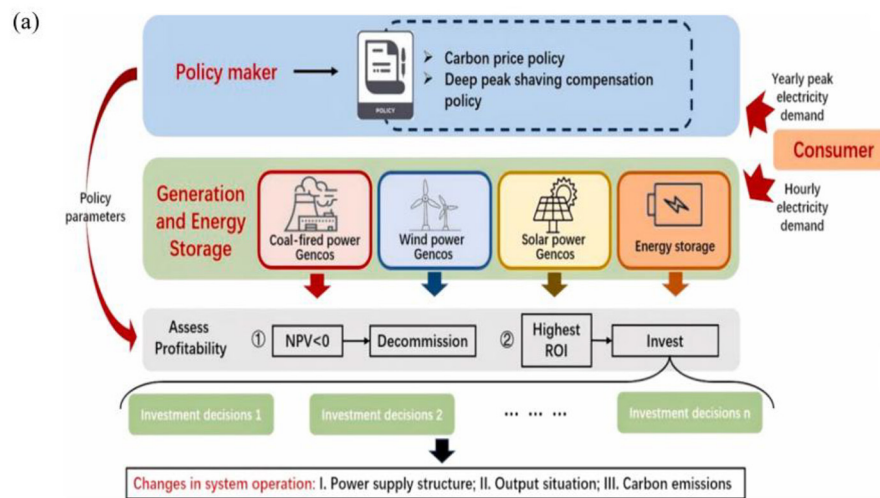 (a)
Policy maker
POLICY
➢ Carbon price policy
➢ Deep peak shaving compensation
policy
Yearly peak
electricity
demand
Consumer
Hourly
electricity
demand
Policy
parameters
Generation
and Energy
Storage
Coal-fired power
Gencos
Wind power
Gencos
Solar power
Gencos
Energy storage
Assess
Profitability
①
NPV<0
Decommission
②
Highest
ROI
Invest
Investment decisions 1
Investment decisions 2
... ... ...
Investment decisions n
Changes in system operation: I. Power supply structure; II. Output situation; III. Carbon emissions